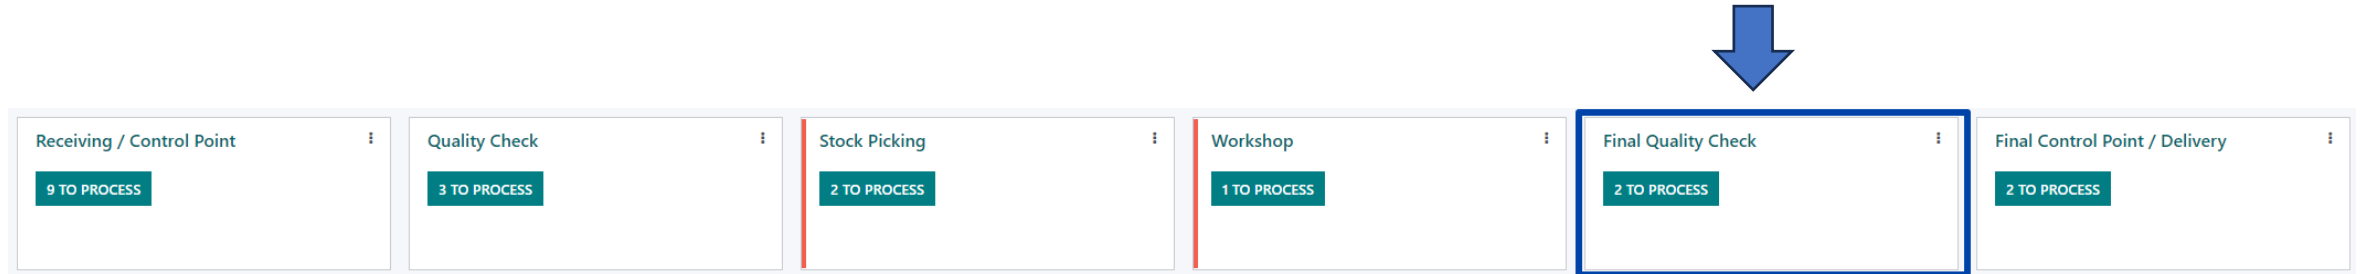 Receiving / Control Point
9 TO PROCESS
Quality Check
3 TO PROCESS
Stock Picking
2 TO PROCESS
Workshop
1 TO PROCESS
Final Quality Check
2 TO PROCESS
Final Control Point / Delivery
2 TO PROCESS